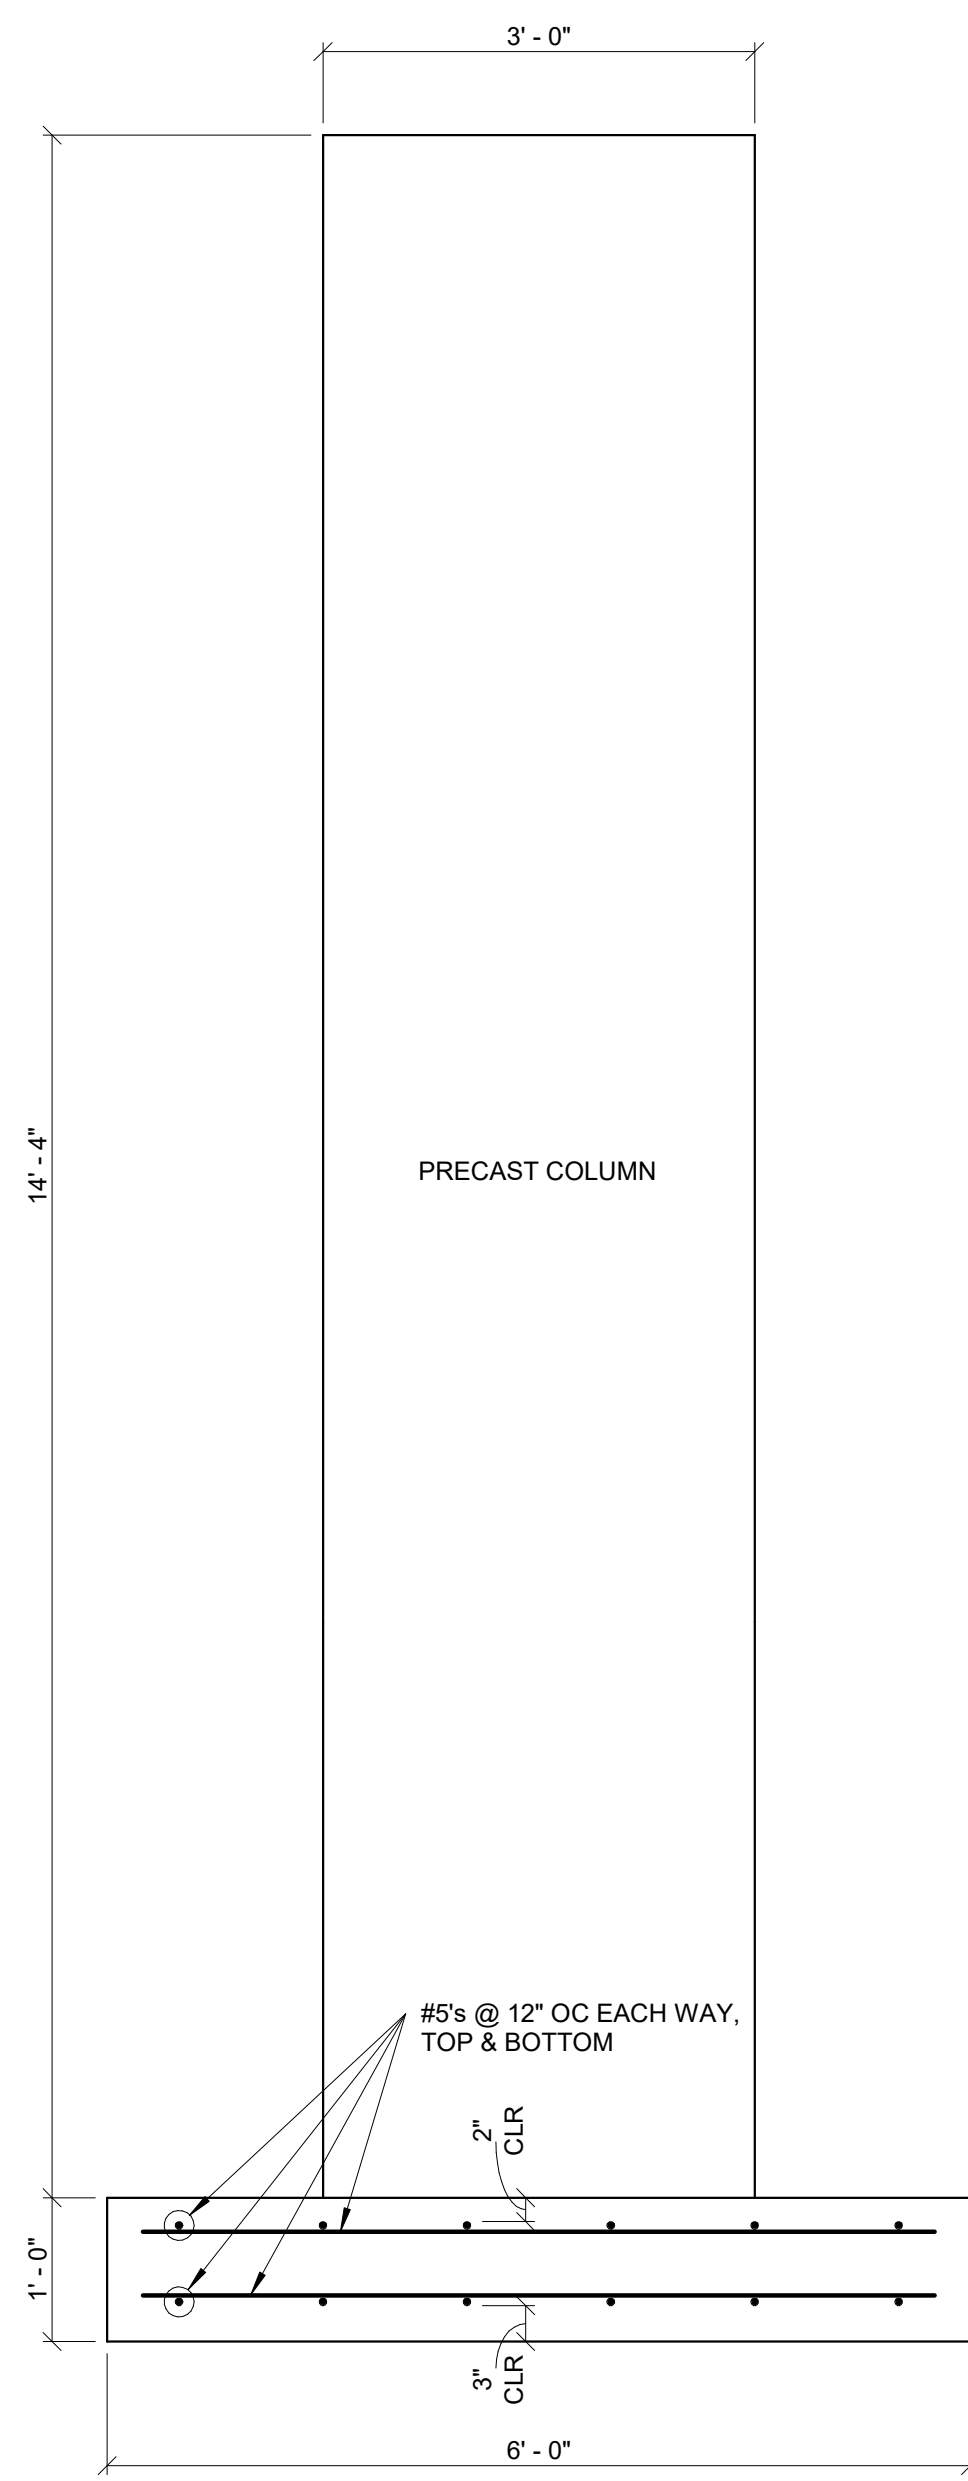 3' - 0"
14' - 4"
PRECAST COLUMN
#5's @ 12" OC EACH WAY,
TOP & BOTTOM
2"
CLR
1' - 0"
3"
CLR
6' - 0"